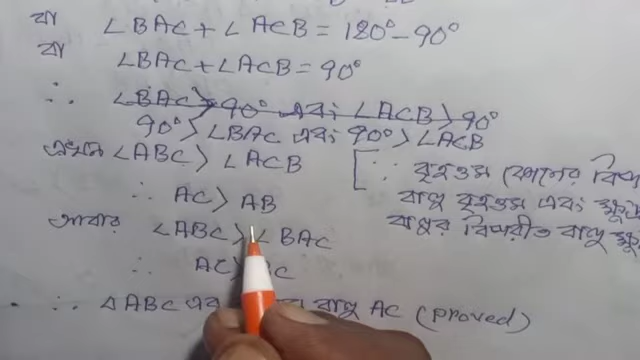 বা ∠BAC + ∠ACB = 180° - 90°
বা ∠BAC + ∠ACB = 90°
∴ ∠BAC > 90° এবং ∠ACB > 90°
90° > ∠BAC এবং 90° > ∠ACB
এখন ∠ABC > ∠ACB [∵ বৃহত্তম কোনের
∴ AC > AB বাহু বৃহত্তম এবং
আবার ∠ABC > ∠BAC বিপরীত বাহু
∴ AC > C
∴ ΔABC এর বাহু AC (proved)